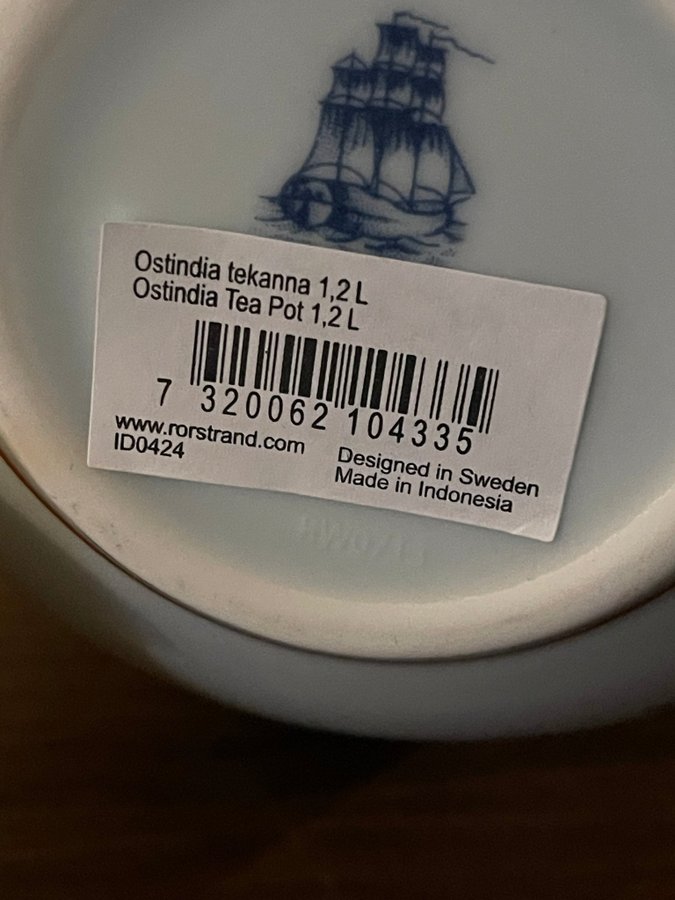 Ostindia tekanna 1,2 L
Ostindia Tea Pot 1,2 L
7 320062 104335
www.rorstrand.com
ID0424
Designed in Sweden
Made in Indonesia